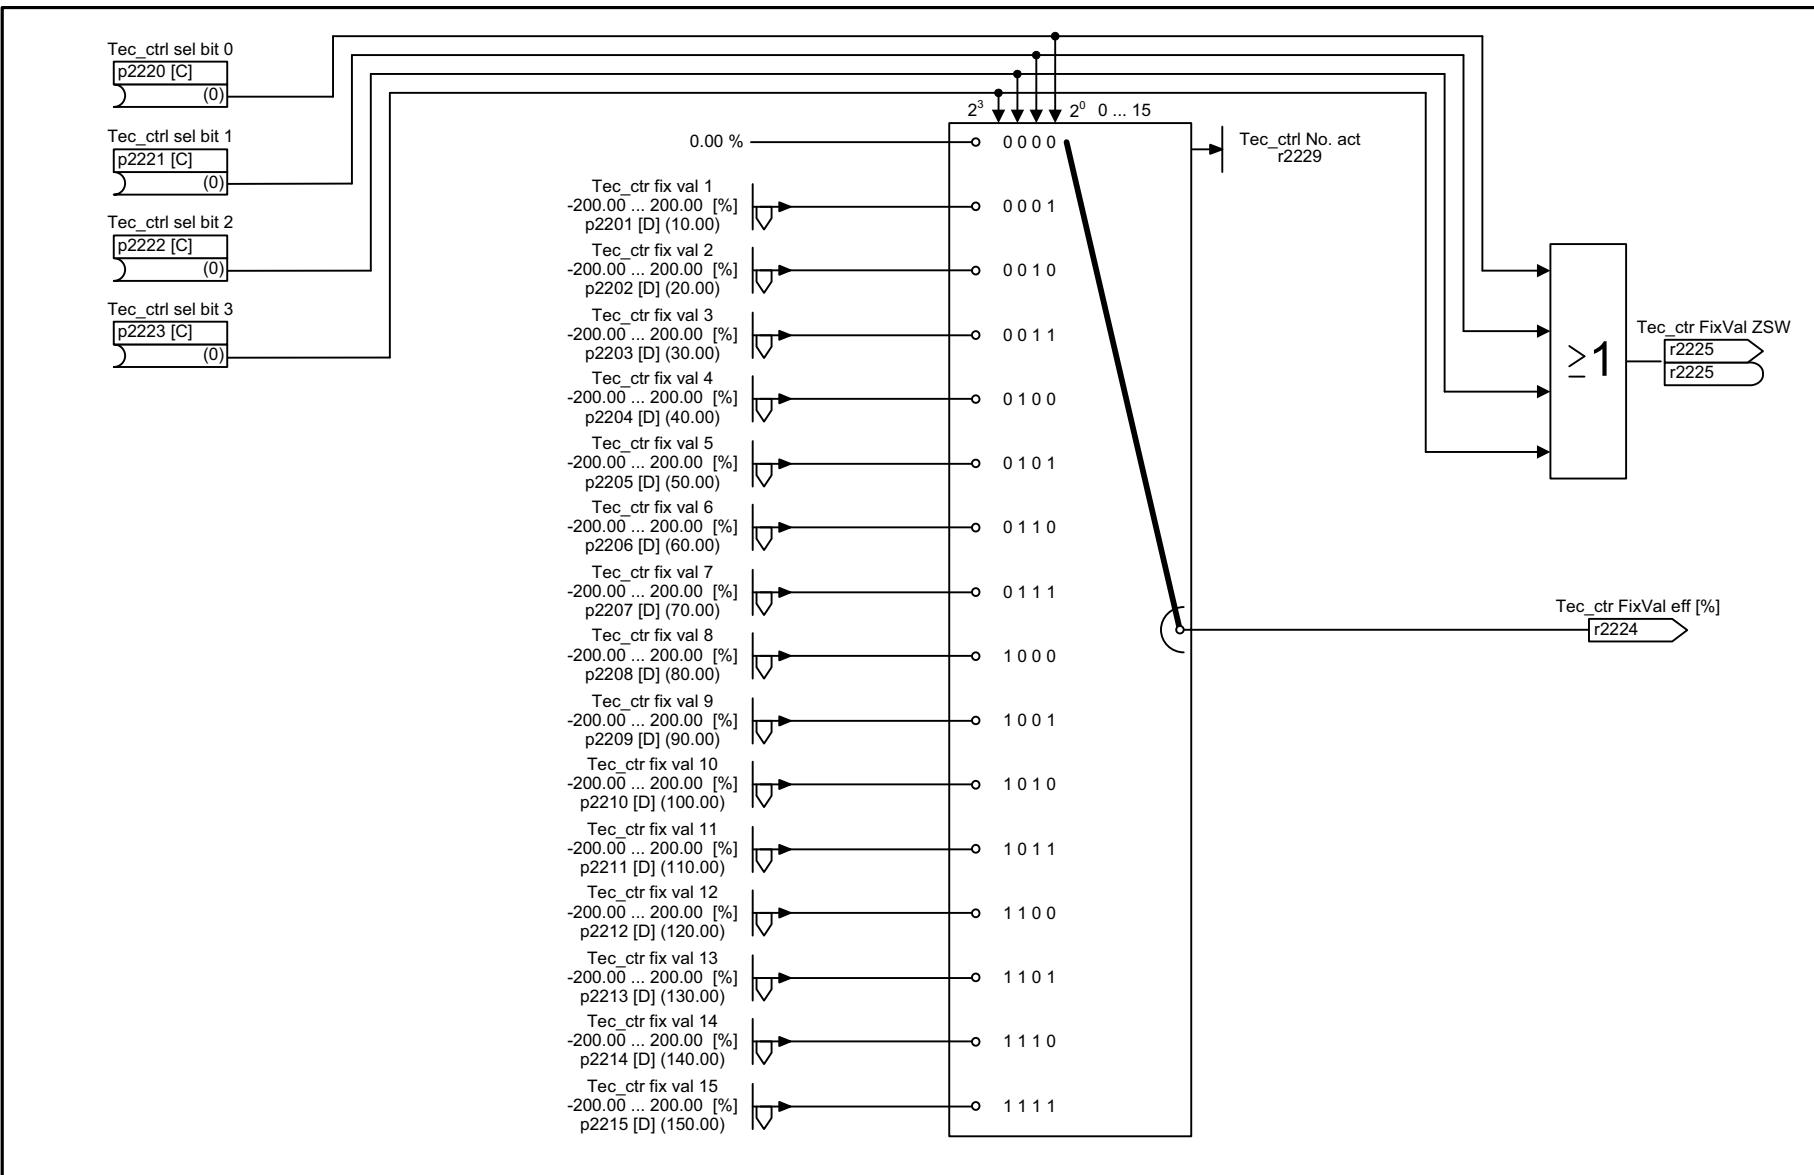 Tec_ctrl sel bit 0
p2220 [C]
(0)
Tec_ctrl sel bit 1
p2221 [C]
(0)
Tec_ctrl sel bit 2
p2222 [C]
(0)
Tec_ctrl sel bit 3
p2223 [C]
(0)
2³ 2⁰ 0 ... 15
0.00 % 0 0 0 0
Tec_ctrl No. act
r2229
Tec_ctr fix val 1
-200.00 ... 200.00 [%] 0 0 0 1
p2201 [D] (10.00)
Tec_ctr fix val 2
-200.00 ... 200.00 [%] 0 0 1 0
p2202 [D] (20.00)
Tec_ctr fix val 3
-200.00 ... 200.00 [%] 0 0 1 1
p2203 [D] (30.00)
Tec_ctr fix val 4
-200.00 ... 200.00 [%] 0 1 0 0
p2204 [D] (40.00)
Tec_ctr fix val 5
-200.00 ... 200.00 [%] 0 1 0 1
p2205 [D] (50.00)
Tec_ctr fix val 6
-200.00 ... 200.00 [%] 0 1 1 0
p2206 [D] (60.00)
Tec_ctr fix val 7
-200.00 ... 200.00 [%] 0 1 1 1
p2207 [D] (70.00)
Tec_ctr fix val 8
-200.00 ... 200.00 [%] 1 0 0 0
p2208 [D] (80.00)
Tec_ctr fix val 9
-200.00 ... 200.00 [%] 1 0 0 1
p2209 [D] (90.00)
Tec_ctr fix val 10
-200.00 ... 200.00 [%] 1 0 1 0
p2210 [D] (100.00)
Tec_ctr fix val 11
-200.00 ... 200.00 [%] 1 0 1 1
p2211 [D] (110.00)
Tec_ctr fix val 12
-200.00 ... 200.00 [%] 1 1 0 0
p2212 [D] (120.00)
Tec_ctr fix val 13
-200.00 ... 200.00 [%] 1 1 0 1
p2213 [D] (130.00)
Tec_ctr fix val 14
-200.00 ... 200.00 [%] 1 1 1 0
p2214 [D] (140.00)
Tec_ctr fix val 15
-200.00 ... 200.00 [%] 1 1 1 1
p2215 [D] (150.00)
≥1
Tec_ctr FixVal ZSW
r2225
r2225
Tec_ctr FixVal eff [%]
r2224